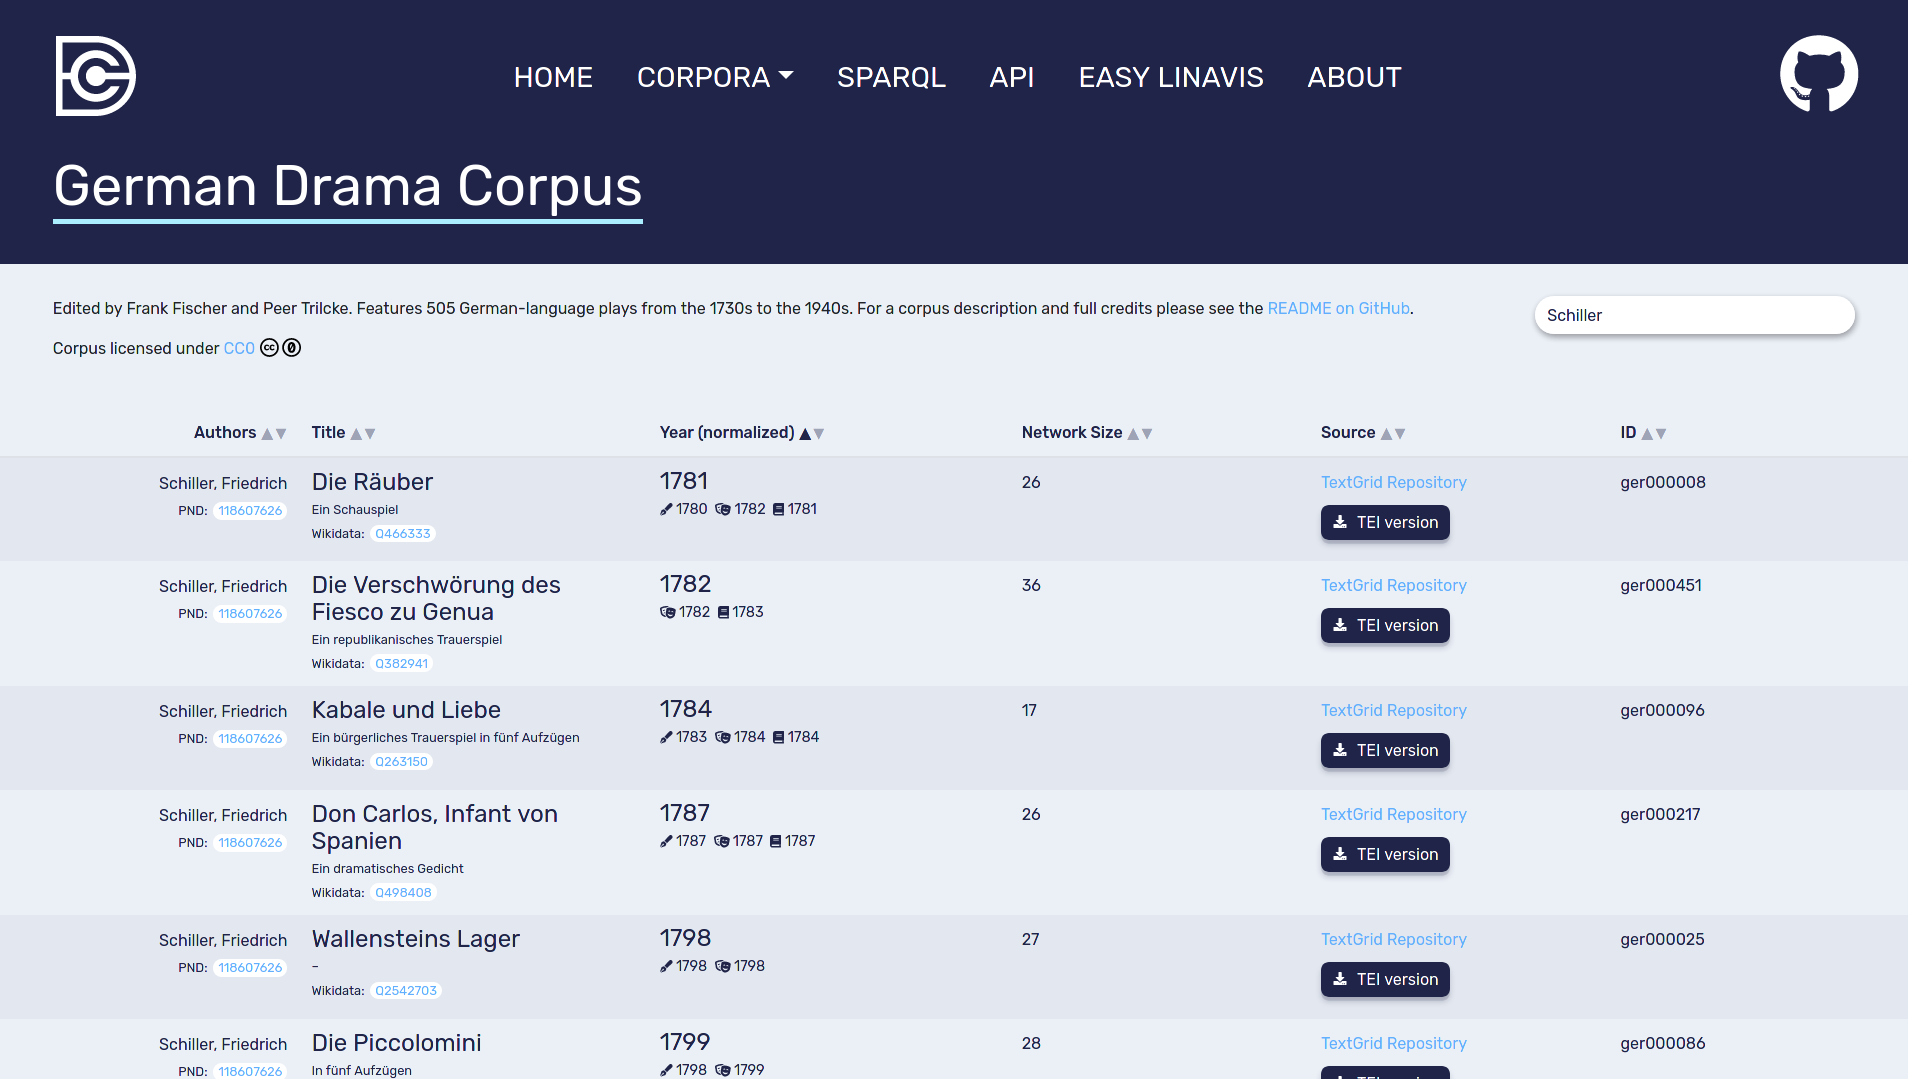 HOME CORPORA SPARQL API EASY LINAVIS ABOUT
German Drama Corpus
Edited by Frank Fischer and Peer Trilcke. Features 505 German-language plays from the 1730s to the 1940s. For a corpus description and full credits please see the README on GitHub.
Schiller
Corpus licensed under CC0
Authors Title Year (normalized) Network Size Source ID
Schiller, Friedrich Die Räuber 1781 26 TextGrid Repository ger000008
PND: 118607626 Ein Schauspiel 1780 1782 1781 TEI version
Wikidata: Q466333
Schiller, Friedrich Die Verschwörung des 1782 36 TextGrid Repository ger000451
PND: 118607626 Fiesco zu Genua 1782 1783 TEI version
Ein republikanisches Trauerspiel
Wikidata: Q382941
Schiller, Friedrich Kabale und Liebe 1784 17 TextGrid Repository ger000096
PND: 118607626 Ein bürgerliches Trauerspiel in fünf Aufzügen 1783 1784 1784 TEI version
Wikidata: Q263150
Schiller, Friedrich Don Carlos, Infant von 1787 26 TextGrid Repository ger000217
PND: 118607626 Spanien 1787 1787 1787 TEI version
Ein dramatisches Gedicht
Wikidata: Q498408
Schiller, Friedrich Wallensteins Lager 1798 27 TextGrid Repository ger000025
PND: 118607626 - 1798 1798 TEI version
Wikidata: Q2542703
Schiller, Friedrich Die Piccolomini 1799 28 TextGrid Repository ger000086
PND: 118607626 In fünf Aufzügen 1798 1799 TEI version